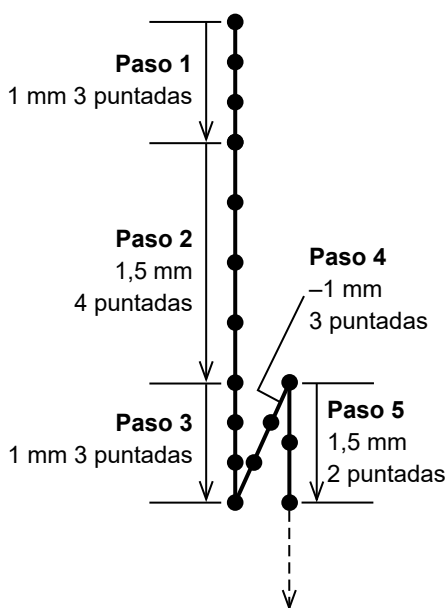 Paso 1
1 mm 3 puntadas
Paso 2
1,5 mm
4 puntadas
Paso 4
–1 mm
3 puntadas
Paso 3
1 mm 3 puntadas
Paso 5
1,5 mm
2 puntadas